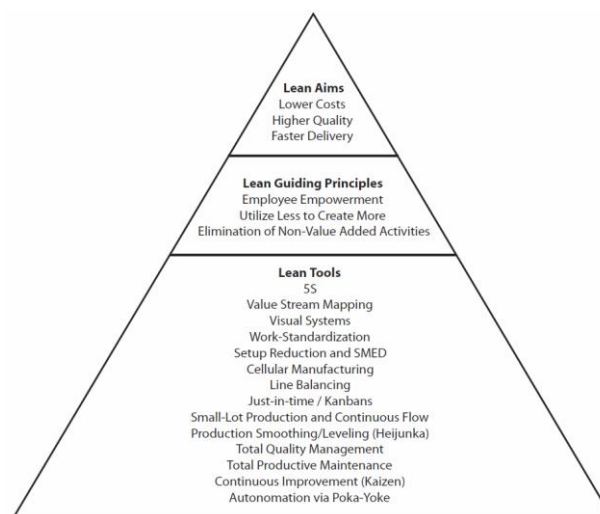 Lean Aims
Lower Costs
Higher Quality
Faster Delivery
Lean Guiding Principles
Employee Empowerment
Utilize Less to Create More
Elimination of Non-Value Added Activities
Lean Tools
5S
Value Stream Mapping
Visual Systems
Work-Standardization
Setup Reduction and SMED
Cellular Manufacturing
Line Balancing
Just-in-time / Kanbans
Small-Lot Production and Continuous Flow
Production Smoothing/Leveling (Heijunka)
Total Quality Management
Total Productive Maintenance
Continuous Improvement (Kaizen)
Autonomation via Poka-Yoke